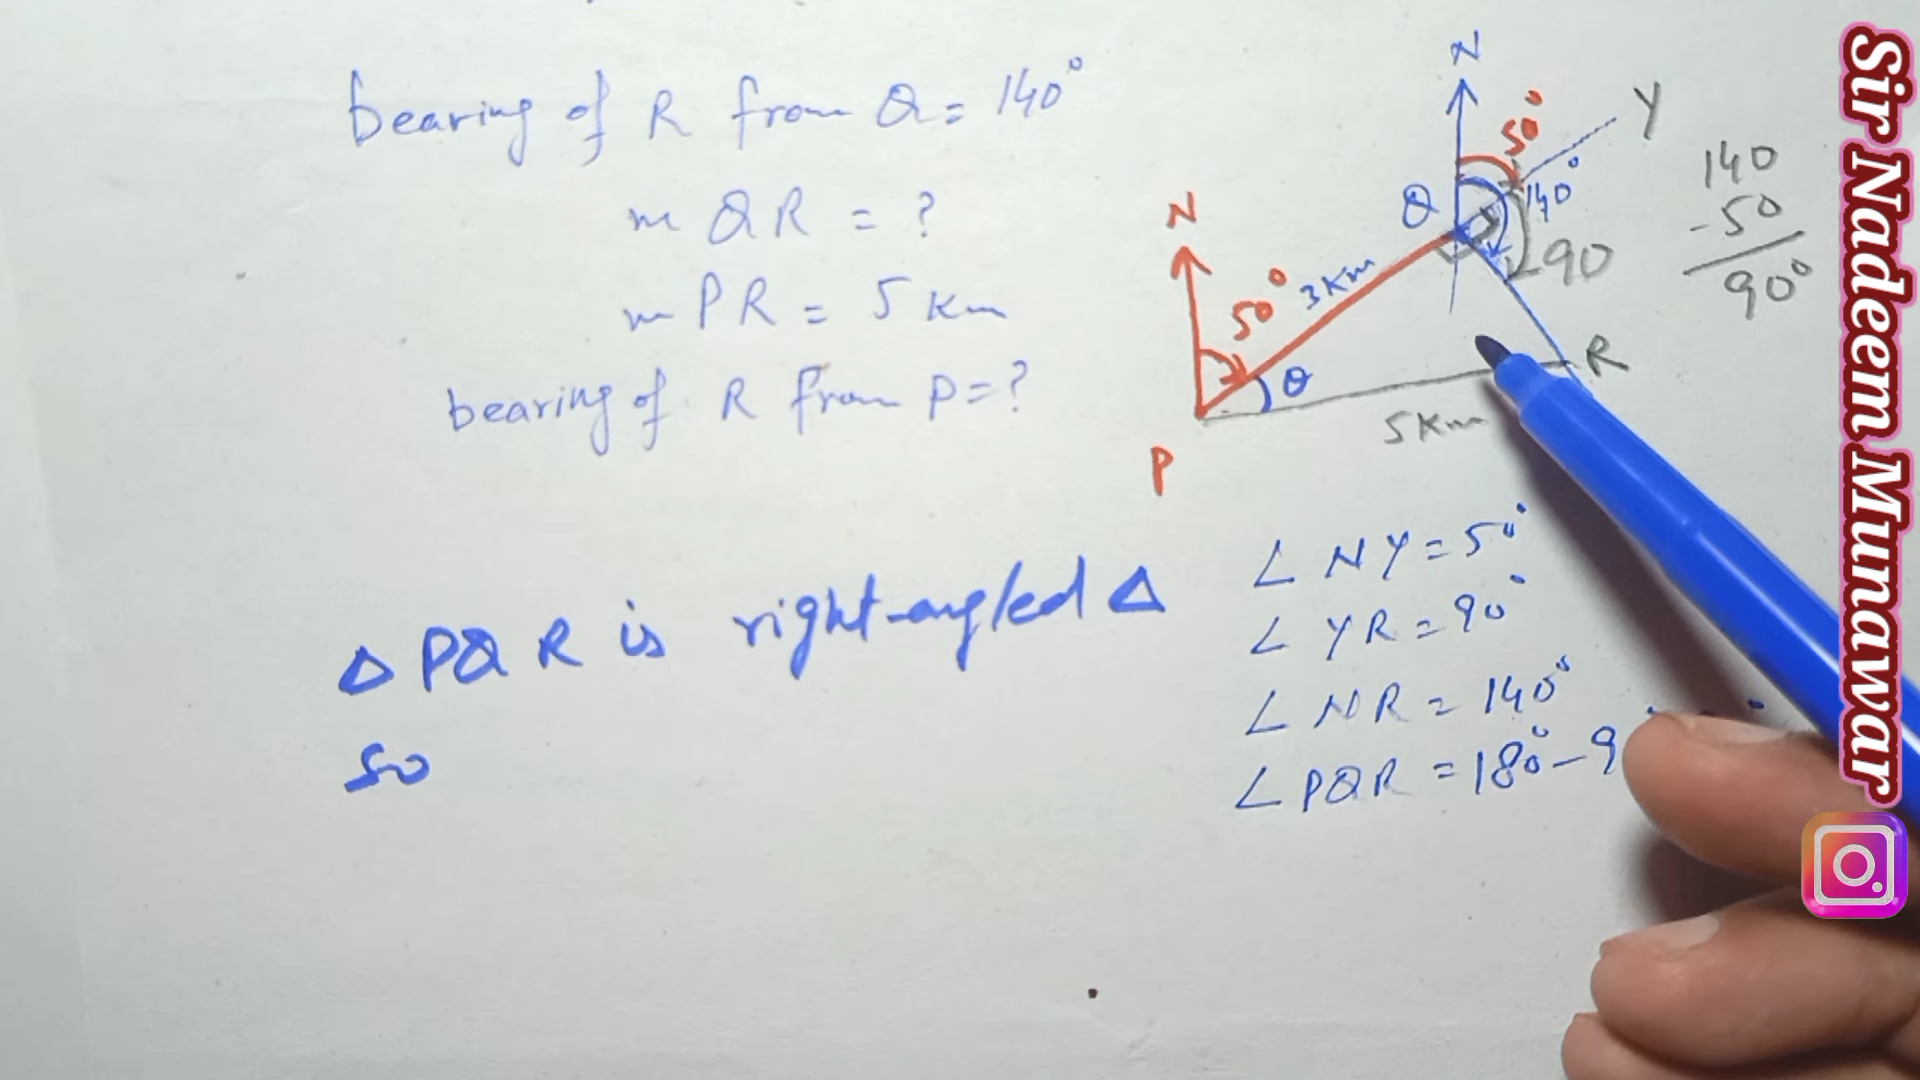 bearing of R from Q = 140°
m QR = ?
m PR = 5 Km
bearing of R from P = ?
Δ PQR is right-angled Δ
so
N
50°
Y
140°
Q
90
N
50°
3Km
θ
R
5Km
P
140
-50
90°
∠ NY = 50°
∠ YR = 90°
∠ NR = 140°
∠ PQR = 180° - 9
Sir Nadeem Munawar